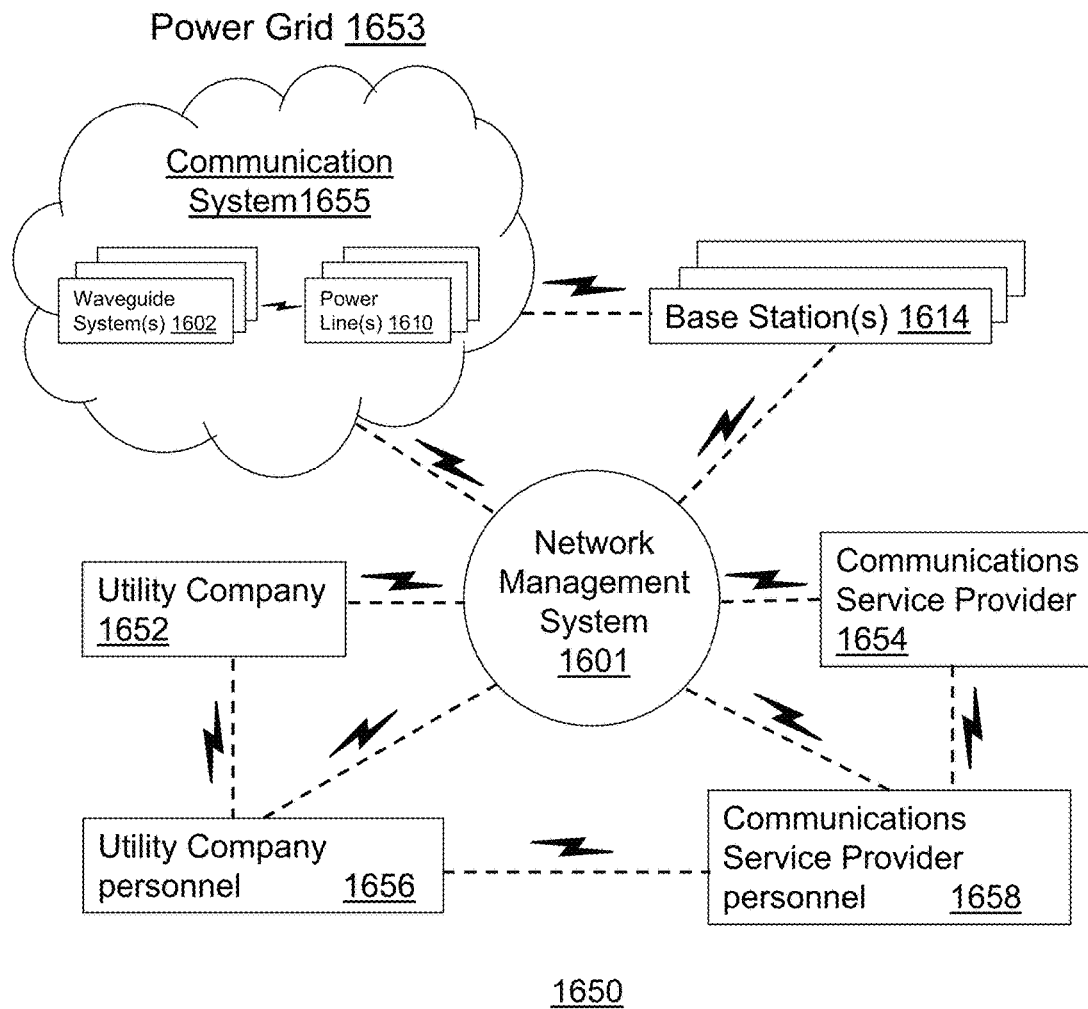 Power Grid 1653
Communication
System1655
Waveguide
System(s) 1602
Power
Line(s) 1610
Base Station(s) 1614
Network
Management
System
1601
Utility Company
1652
Communications
Service Provider
1654
Utility Company
personnel 1656
Communications
Service Provider
personnel 1658
1650